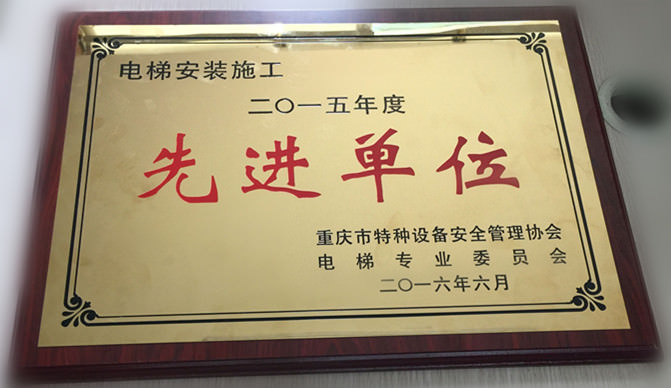 电梯安装施工
二〇一五年度
先进单位
重庆市特种设备安全管理协会
电梯专业委员会
二〇一六年六月